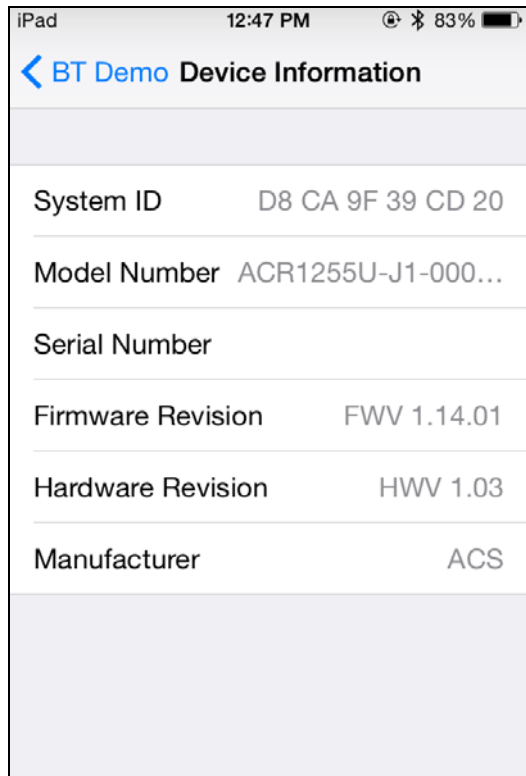 iPad 12:47 PM 83%
BT Demo Device Information
System ID D8 CA 9F 39 CD 20
Model Number ACR1255U-J1-000...
Serial Number
Firmware Revision FWV 1.14.01
Hardware Revision HWV 1.03
Manufacturer ACS